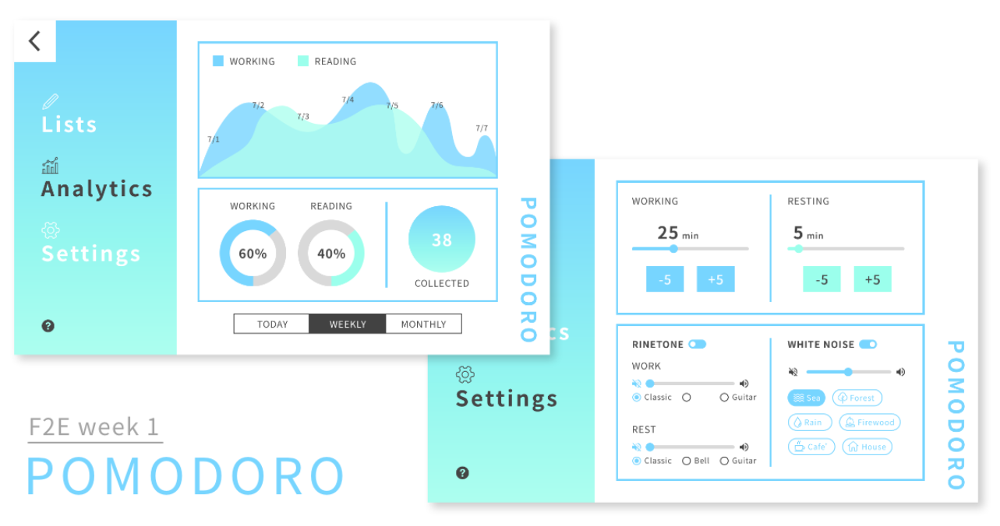 Lists
Analytics
Settings
?
WORKING READING
7/1 7/2 7/3 7/4 7/5 7/6 7/7
WORKING READING
60% 40%
38
COLLECTED
TODAY WEEKLY MONTHLY
POMODORO
cs
Settings
?
WORKING
25 min
-5 +5
RESTING
5 min
-5 +5
RINETONE
WORK
Classic Guitar
REST
Classic Bell Guitar
WHITE NOISE
Sea Forest
Rain Firewood
Cafe' House
POMODORO
F2E week 1
POMODORO